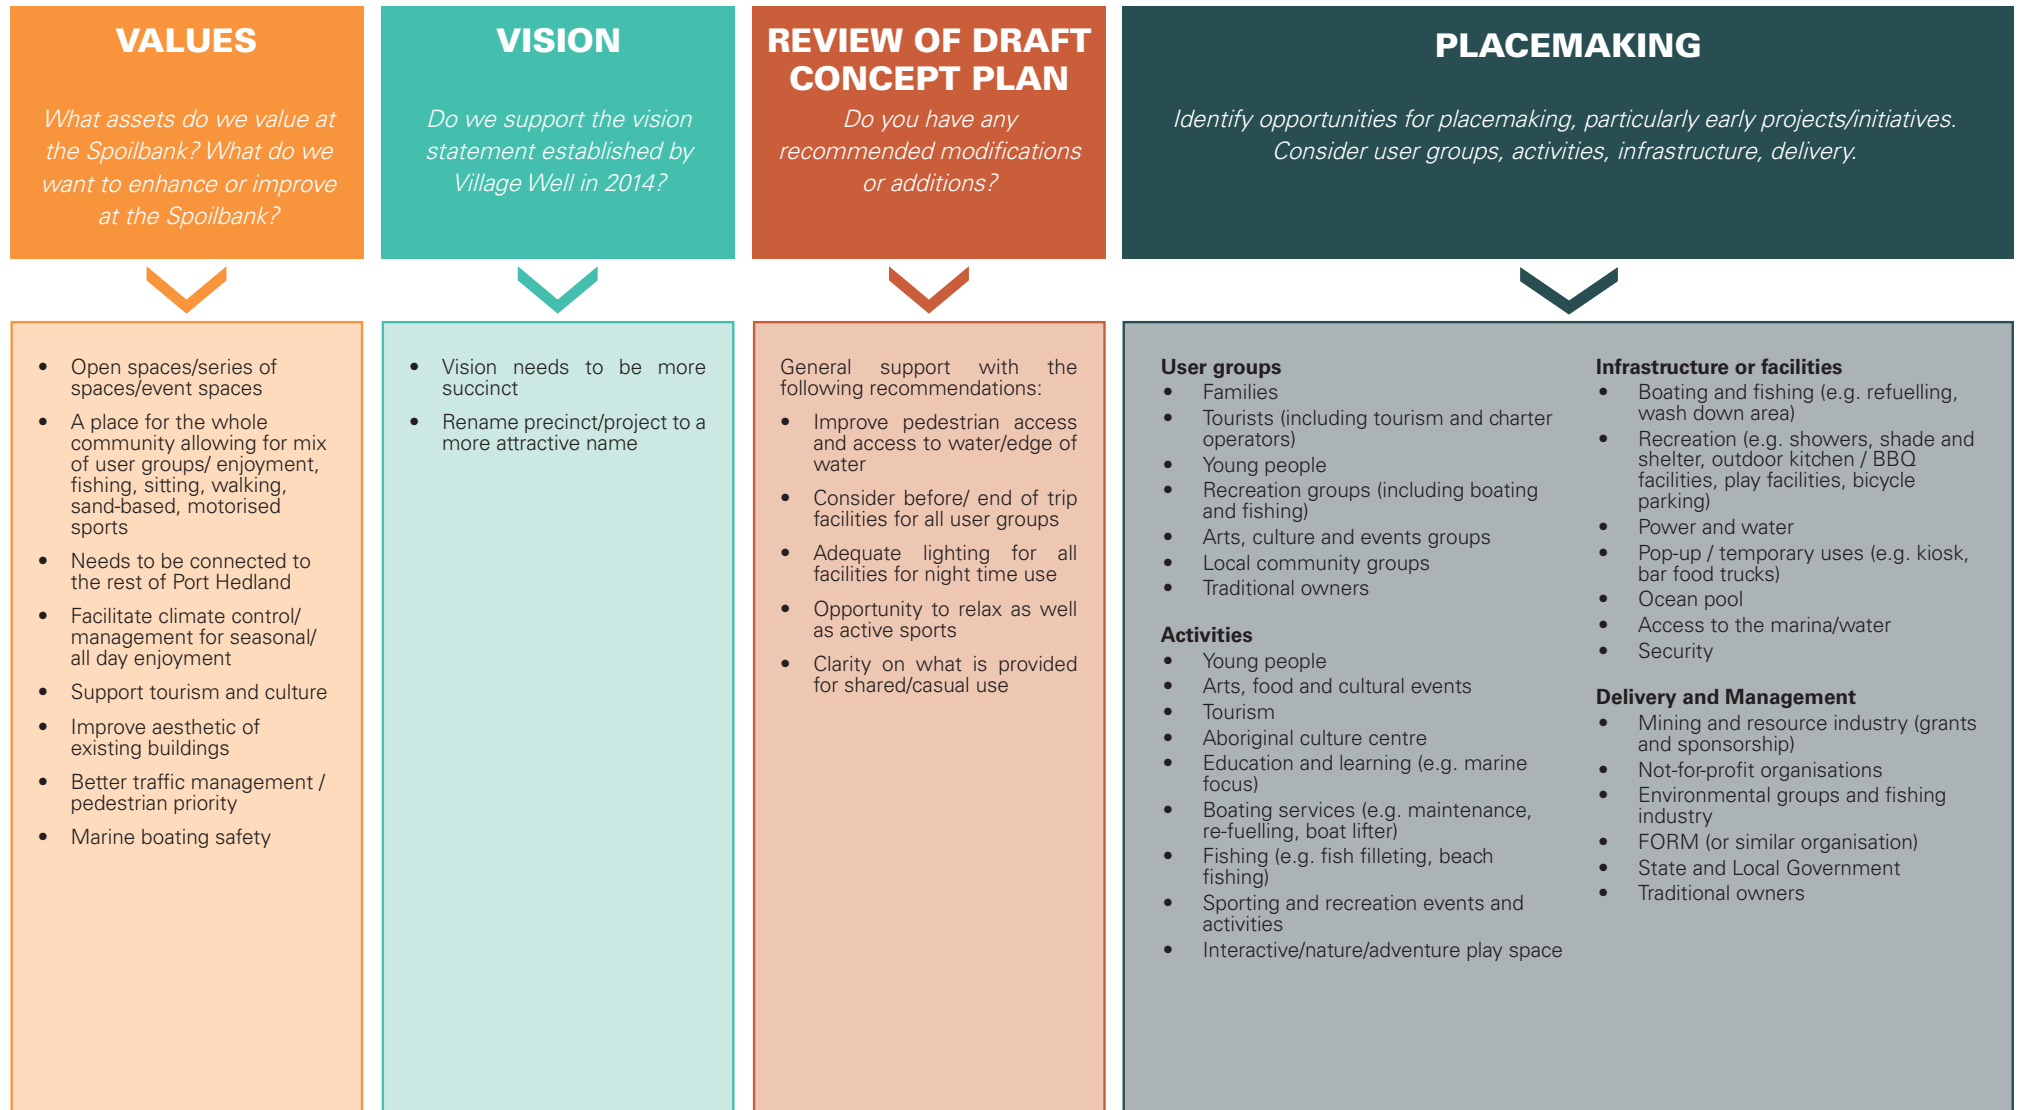 VALUES
What assets do we value at
the Spoilbank? What do we
want to enhance or improve
at the Spoilbank?
• Open spaces/series of
spaces/event spaces
• A place for the whole
community allowing for mix
of user groups/ enjoyment,
fishing, sitting, walking,
sand-based, motorised
sports
• Needs to be connected to
the rest of Port Hedland
• Facilitate climate control/
management for seasonal/
all day enjoyment
• Support tourism and culture
• Improve aesthetic of
existing buildings
• Better traffic management /
pedestrian priority
• Marine boating safety
VISION
Do we support the vision
statement established by
Village Well in 2014?
• Vision needs to be more
succinct
• Rename precinct/project to a
more attractive name
REVIEW OF DRAFT
CONCEPT PLAN
Do you have any
recommended modifications
or additions?
General support with the
following recommendations:
• Improve pedestrian access
and access to water/edge of
water
• Consider before/ end of trip
facilities for all user groups
• Adequate lighting for all
facilities for night time use
• Opportunity to relax as well
as active sports
• Clarity on what is provided
for shared/casual use
PLACEMAKING
Identify opportunities for placemaking, particularly early projects/initiatives.
Consider user groups, activities, infrastructure, delivery.
User groups
• Families
• Tourists (including tourism and charter
operators)
• Young people
• Recreation groups (including boating
and fishing)
• Arts, culture and events groups
• Local community groups
• Traditional owners
Activities
• Young people
• Arts, food and cultural events
• Tourism
• Aboriginal culture centre
• Education and learning (e.g. marine
focus)
• Boating services (e.g. maintenance,
re-fuelling, boat lifter)
• Fishing (e.g. fish filleting, beach
fishing)
• Sporting and recreation events and
activities
• Interactive/nature/adventure play space
Infrastructure or facilities
• Boating and fishing (e.g. refuelling,
wash down area)
• Recreation (e.g. showers, shade and
shelter, outdoor kitchen / BBQ
facilities, play facilities, bicycle
parking)
• Power and water
• Pop-up / temporary uses (e.g. kiosk,
bar food trucks)
• Ocean pool
• Access to the marina/water
• Security
Delivery and Management
• Mining and resource industry (grants
and sponsorship)
• Not-for-profit organisations
• Environmental groups and fishing
industry
• FORM (or similar organisation)
• State and Local Government
• Traditional owners